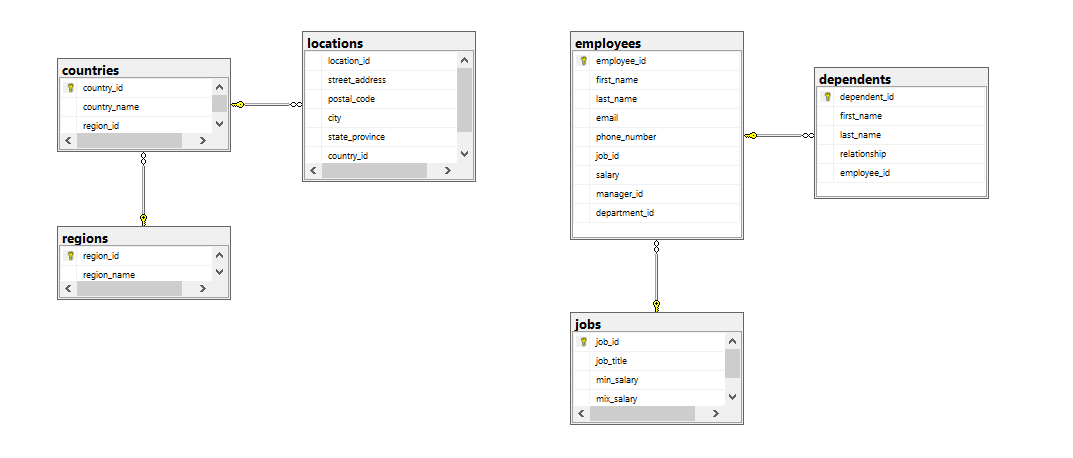 countries
country_id
country_name
region_id
locations
location_id
street_address
postal_code
city
state_province
country_id
regions
region_id
region_name
employees
employee_id
first_name
last_name
email
phone_number
job_id
salary
manager_id
department_id
dependents
dependent_id
first_name
last_name
relationship
employee_id
jobs
job_id
job_title
min_salary
mix_salary